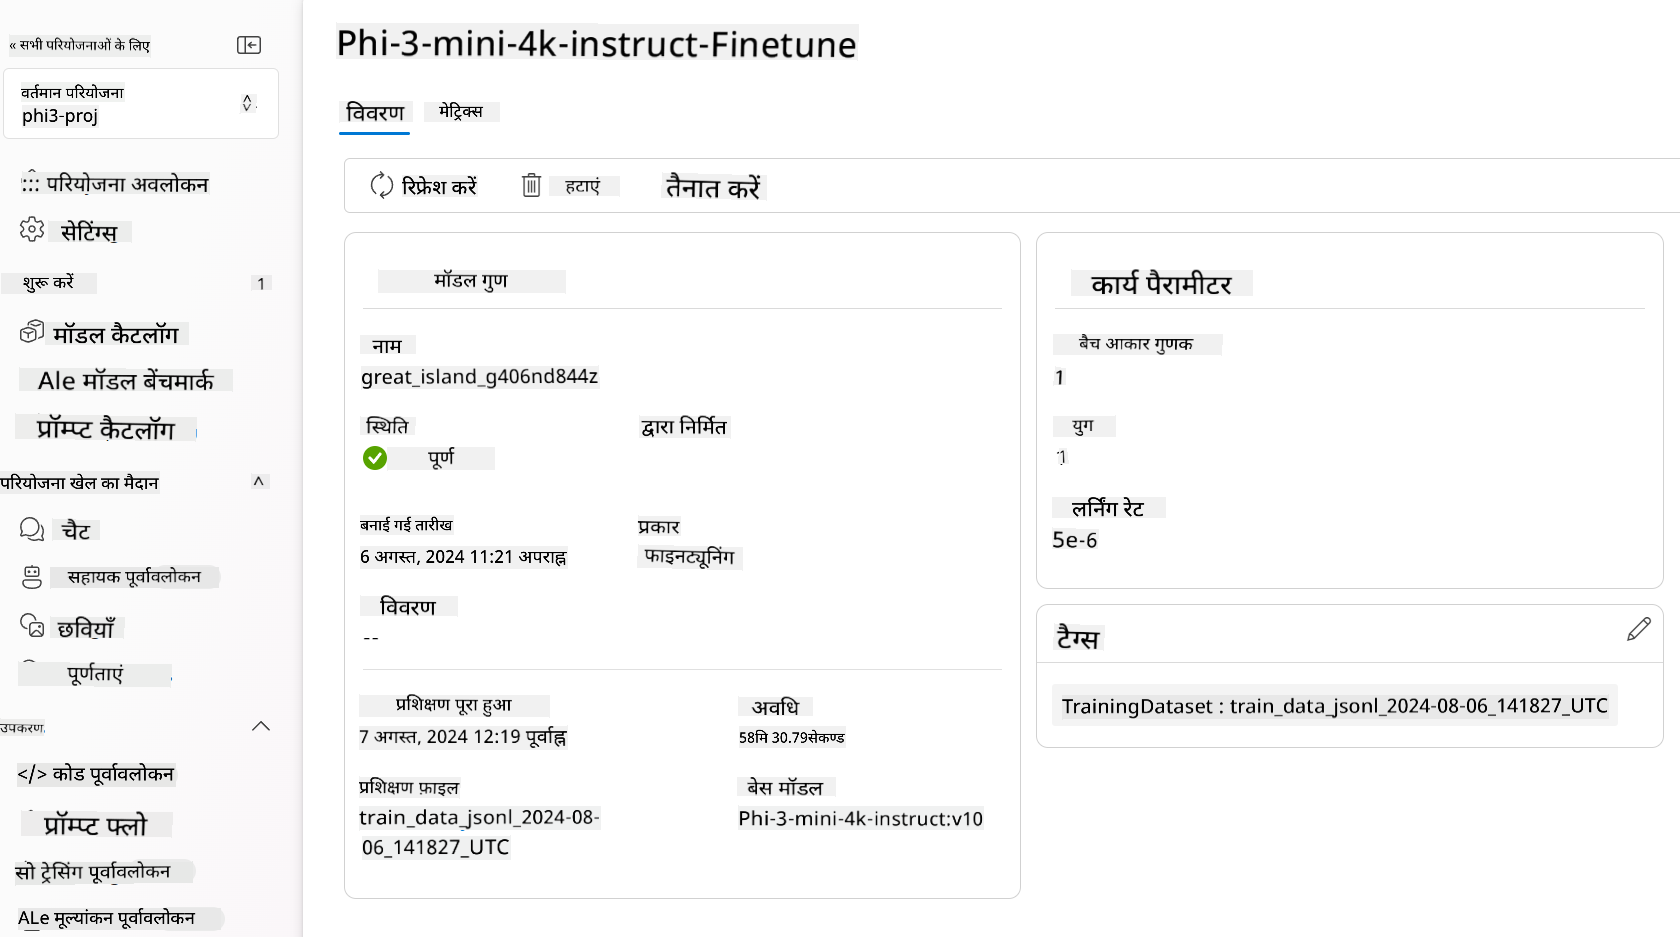 « सभी परियोजनाओं के लिए
वर्तमान परियोजना
phi3-proj
परियोजना अवलोकन
सेटिंग्स
शुरू करें 1
मॉडल कैटलॉग
Ale मॉडल बेंचमार्क
प्रॉम्प्ट कैटलॉग
परियोजना खेल का मैदान
चैट
सहायक पूर्वावलोकन
छवियाँ
पूर्णताएं
उपकरण
</> कोड पूर्वावलोकन
प्रॉम्प्ट फ्लो
सो ट्रेसिंग पूर्वावलोकन
ALe मूल्यांकन पूर्वावलोकन
Phi-3-mini-4k-instruct-Finetune
विवरण मेट्रिक्स
रिफ्रेश करें हटाएं तैनात करें
मॉडल गुण
नाम
great_island_g406nd844z
स्थिति द्वारा निर्मित
पूर्ण
बनाई गई तारीख प्रकार
6 अगस्त, 2024 11:21 अपराह्न फाइनट्यूनिंग
विवरण
--
प्रशिक्षण पूरा हुआ अवधि
7 अगस्त, 2024 12:19 पूर्वाह्न 58मि 30.79सेकण्ड
प्रशिक्षण फ़ाइल बेस मॉडल
train_data_jsonl_2024-08- Phi-3-mini-4k-instruct:v10
06_141827_UTC
कार्य पैरामीटर
बैच आकार गुणक
1
युग
1
लर्निंग रेट
5e-6
टैग्स
TrainingDataset : train_data_jsonl_2024-08-06_141827_UTC